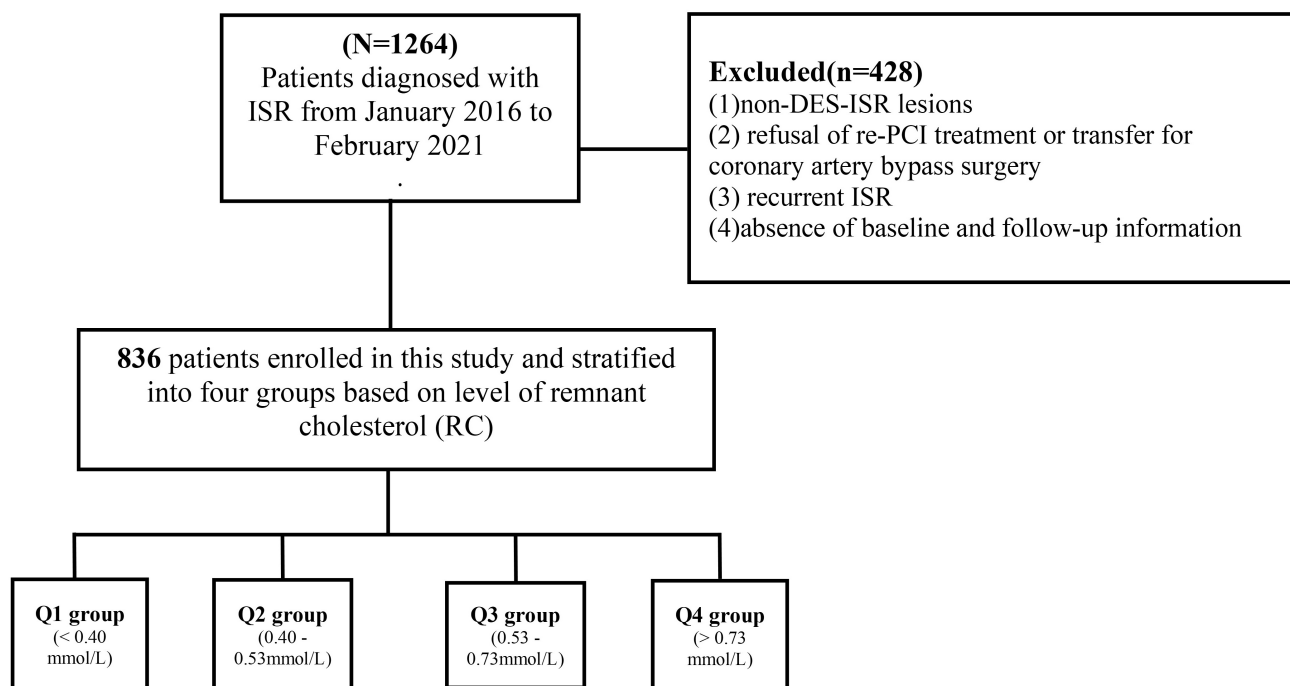 (N=1264)
Patients diagnosed with
ISR from January 2016 to
February 2021
.
Excluded(n=428)
(1)non-DES-ISR lesions
(2) refusal of re-PCI treatment or transfer for
coronary artery bypass surgery
(3) recurrent ISR
(4)absence of baseline and follow-up information
836 patients enrolled in this study and stratified
into four groups based on level of remnant
cholesterol (RC)
Q1 group
(< 0.40
mmol/L)
Q2 group
(0.40 -
0.53mmol/L)
Q3 group
(0.53 -
0.73mmol/L)
Q4 group
(> 0.73
mmol/L)